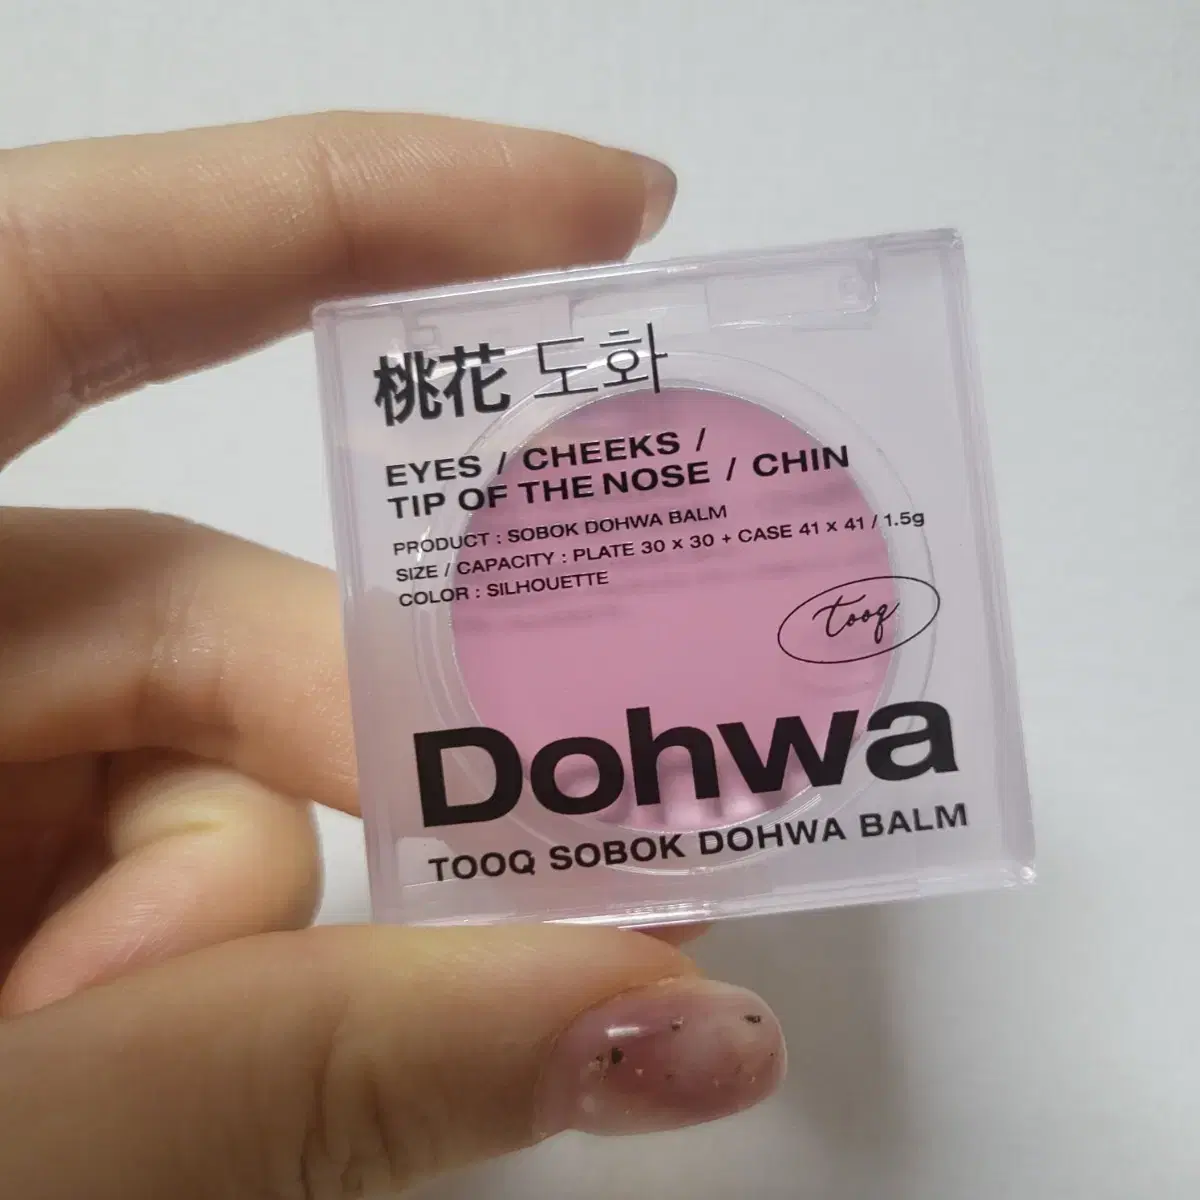 桃花 도화
EYES / CHEEKS /
TIP OF THE NOSE / CHIN
PRODUCT : SOBOK DOHWA BALM
SIZE / CAPACITY : PLATE 30 x 30 + CASE 41 x 41 / 1.5g
COLOR : SILHOUETTE
tooq
Dohwa
TOOQ SOBOK DOHWA BALM